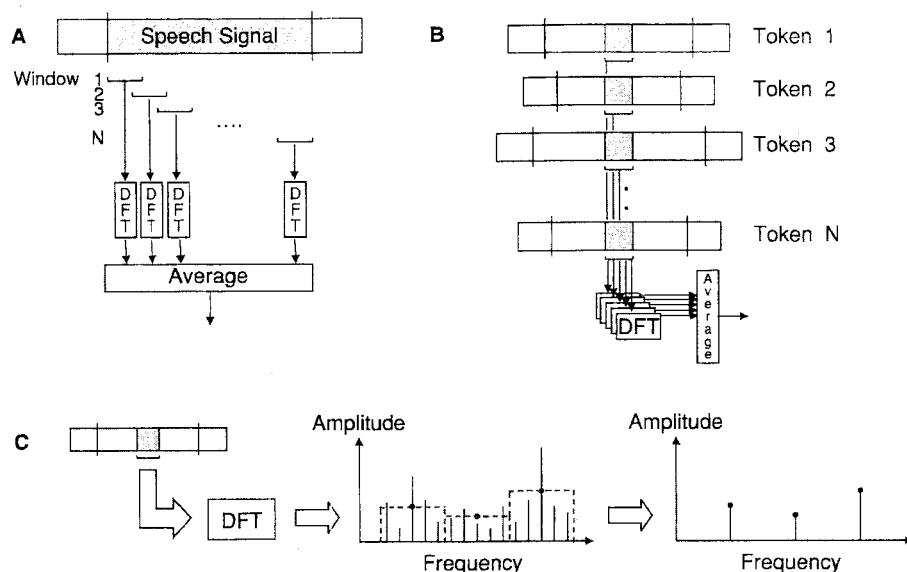 A
Speech Signal
Window 1
2
3
N
....
DFT
DFT
DFT
DFT
Average
B
Token 1
Token 2
Token 3
Token N
DFT
Average
C
DFT
Amplitude
Frequency
Amplitude
Frequency